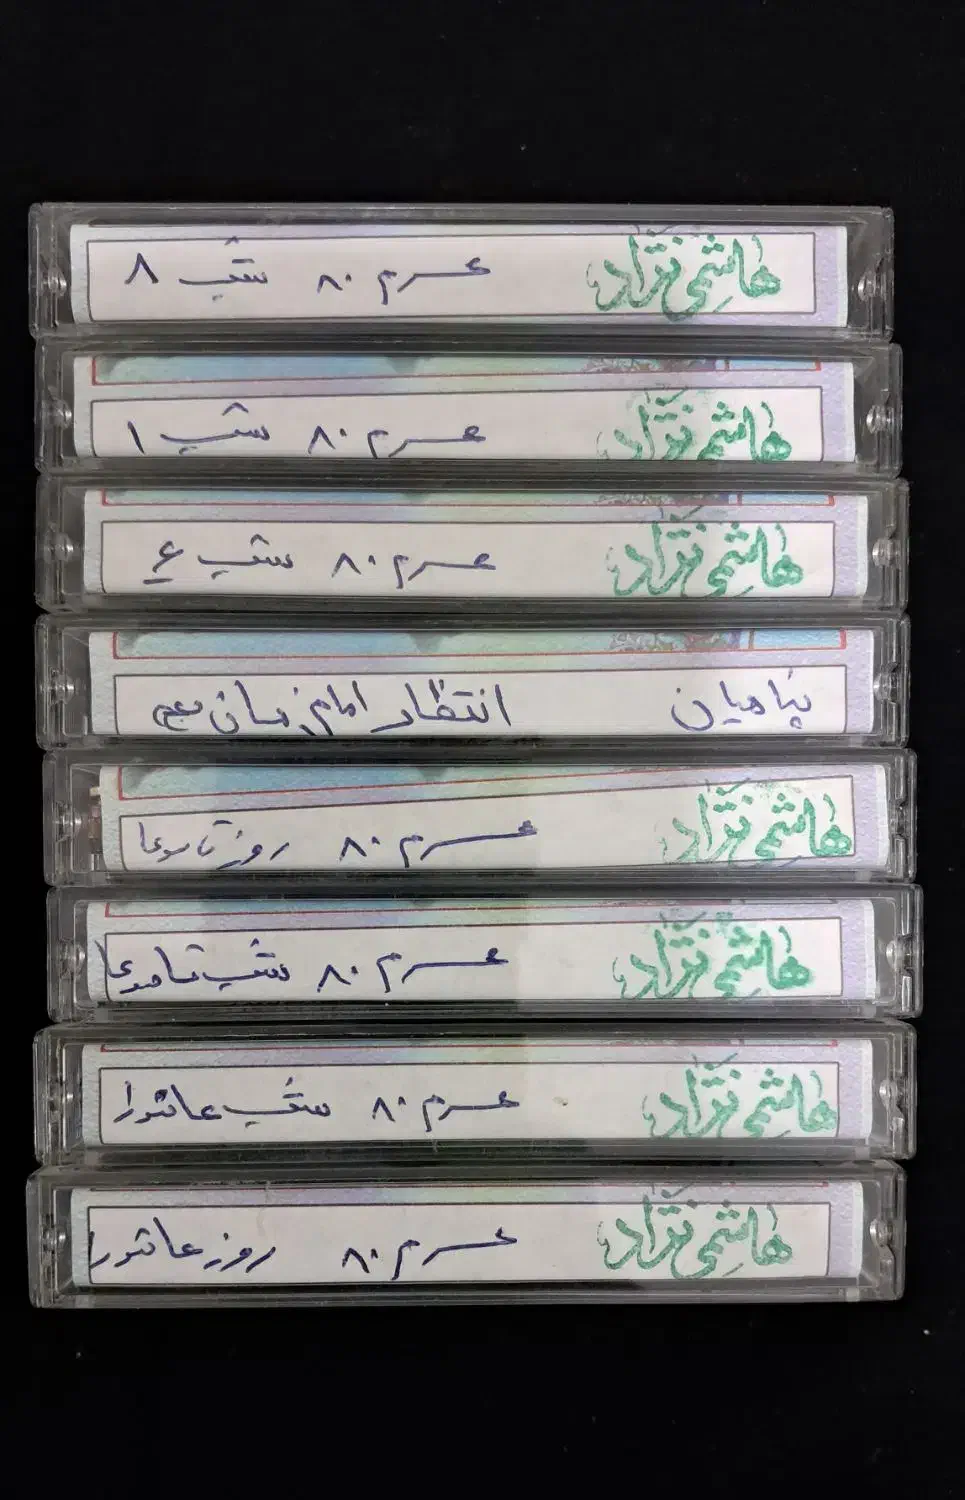 هاشمی نژاد محرم ۸۰ شب ۸
هاشمی نژاد محرم ۸۰ شب ۱
هاشمی نژاد محرم ۸۰ شب ۴
پناهیان انتظار امام زمان عج
هاشمی نژاد محرم ۸۰ روز تاسوعا
هاشمی نژاد محرم ۸۰ شب تاسوعا
هاشمی نژاد محرم ۸۰ شب عاشورا
هاشمی نژاد محرم ۸۰ روز عاشورا